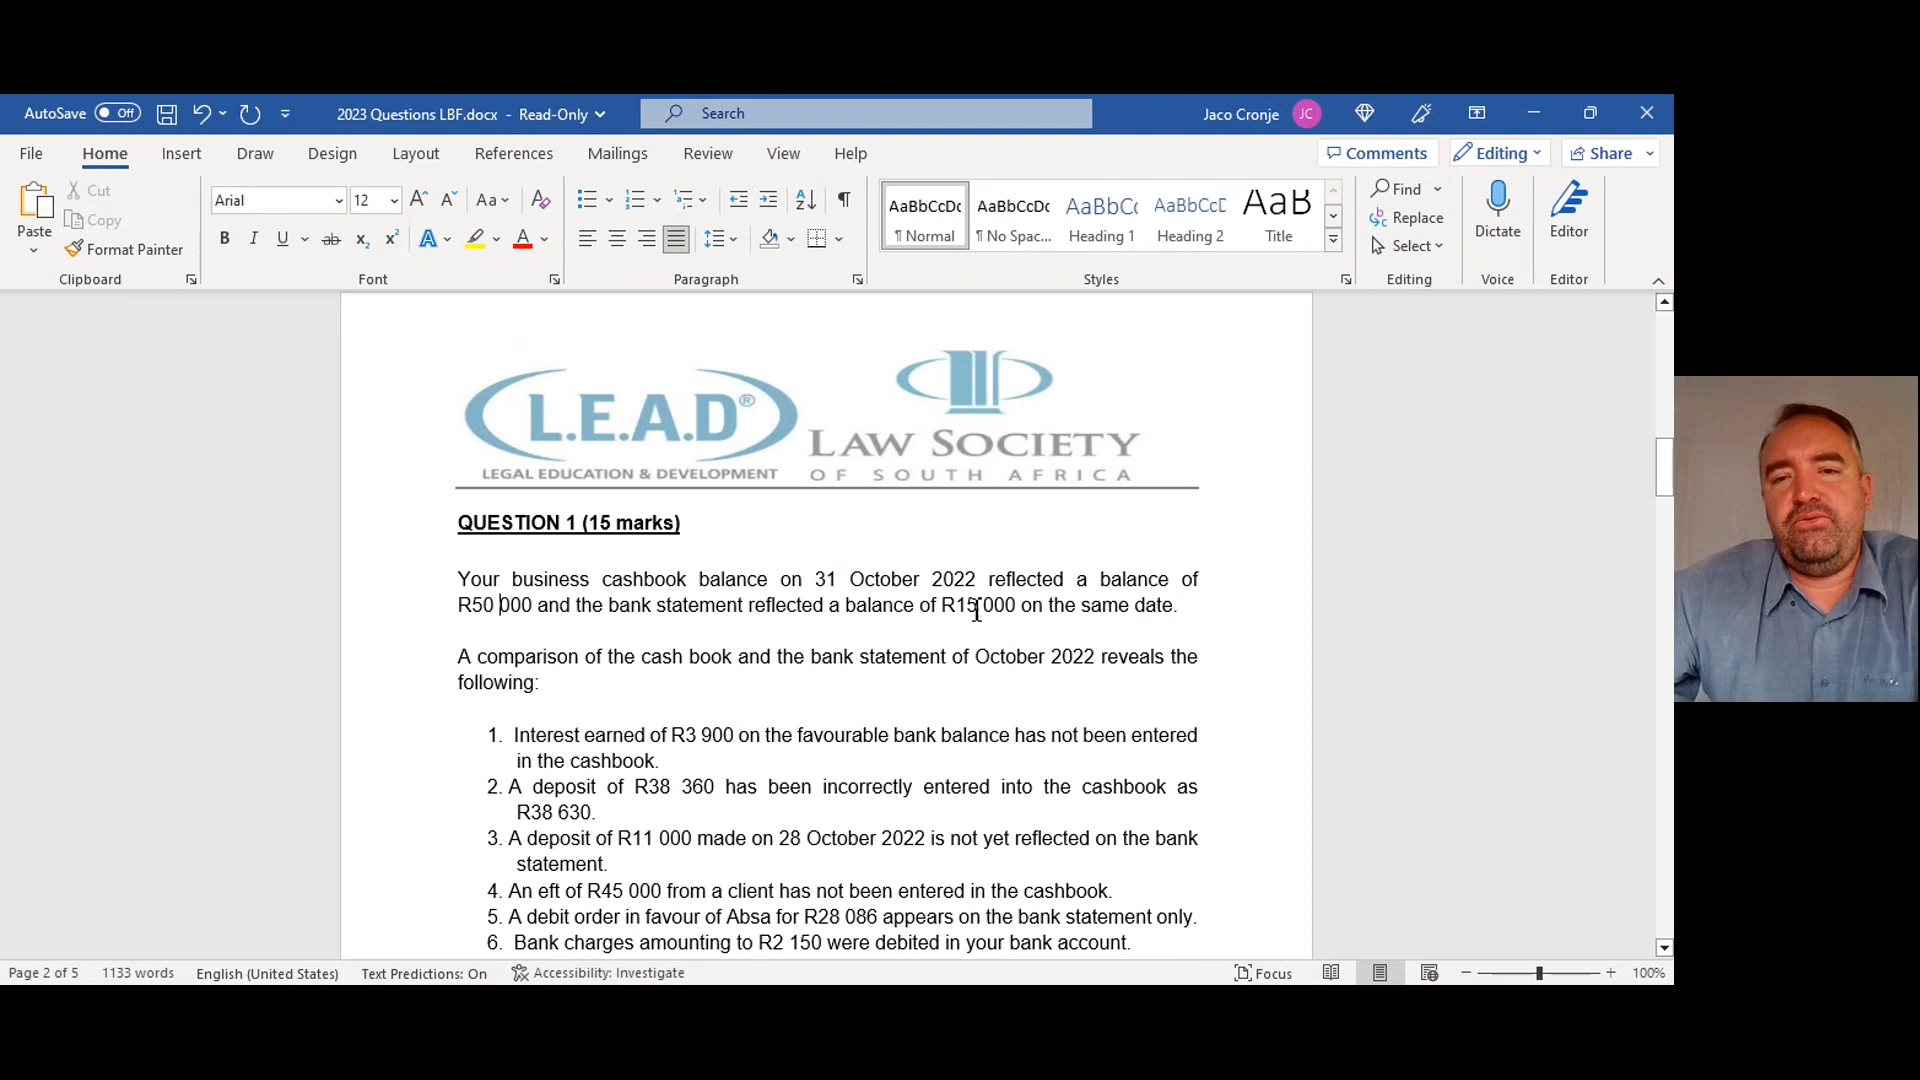 AutoSave Off 2023 Questions LBF.docx - Read-Only Search Jaco Cronje JC
File Home Insert Draw Design Layout References Mailings Review View Help Comments Editing Share
Paste Cut Copy Format Painter
Arial 12 Aa
B I U ab x₂ x² A A
AaBbCcDc ¶ Normal AaBbCcDc ¶ No Spac... AaBbCc Heading 1 AaBbCcD Heading 2 AaB Title
Find Replace Select Dictate Editor
Clipboard Font Paragraph Styles Editing Voice Editor
L.E.A.D®
LEGAL EDUCATION & DEVELOPMENT
LAW SOCIETY
OF SOUTH AFRICA
QUESTION 1 (15 marks)
Your business cashbook balance on 31 October 2022 reflected a balance of
R50 000 and the bank statement reflected a balance of R15 000 on the same date.
A comparison of the cash book and the bank statement of October 2022 reveals the
following:
1. Interest earned of R3 900 on the favourable bank balance has not been entered
in the cashbook.
2. A deposit of R38 360 has been incorrectly entered into the cashbook as
R38 630.
3. A deposit of R11 000 made on 28 October 2022 is not yet reflected on the bank
statement.
4. An eft of R45 000 from a client has not been entered in the cashbook.
5. A debit order in favour of Absa for R28 086 appears on the bank statement only.
6. Bank charges amounting to R2 150 were debited in your bank account.
Page 2 of 5 1133 words English (United States) Text Predictions: On Accessibility: Investigate Focus 100%